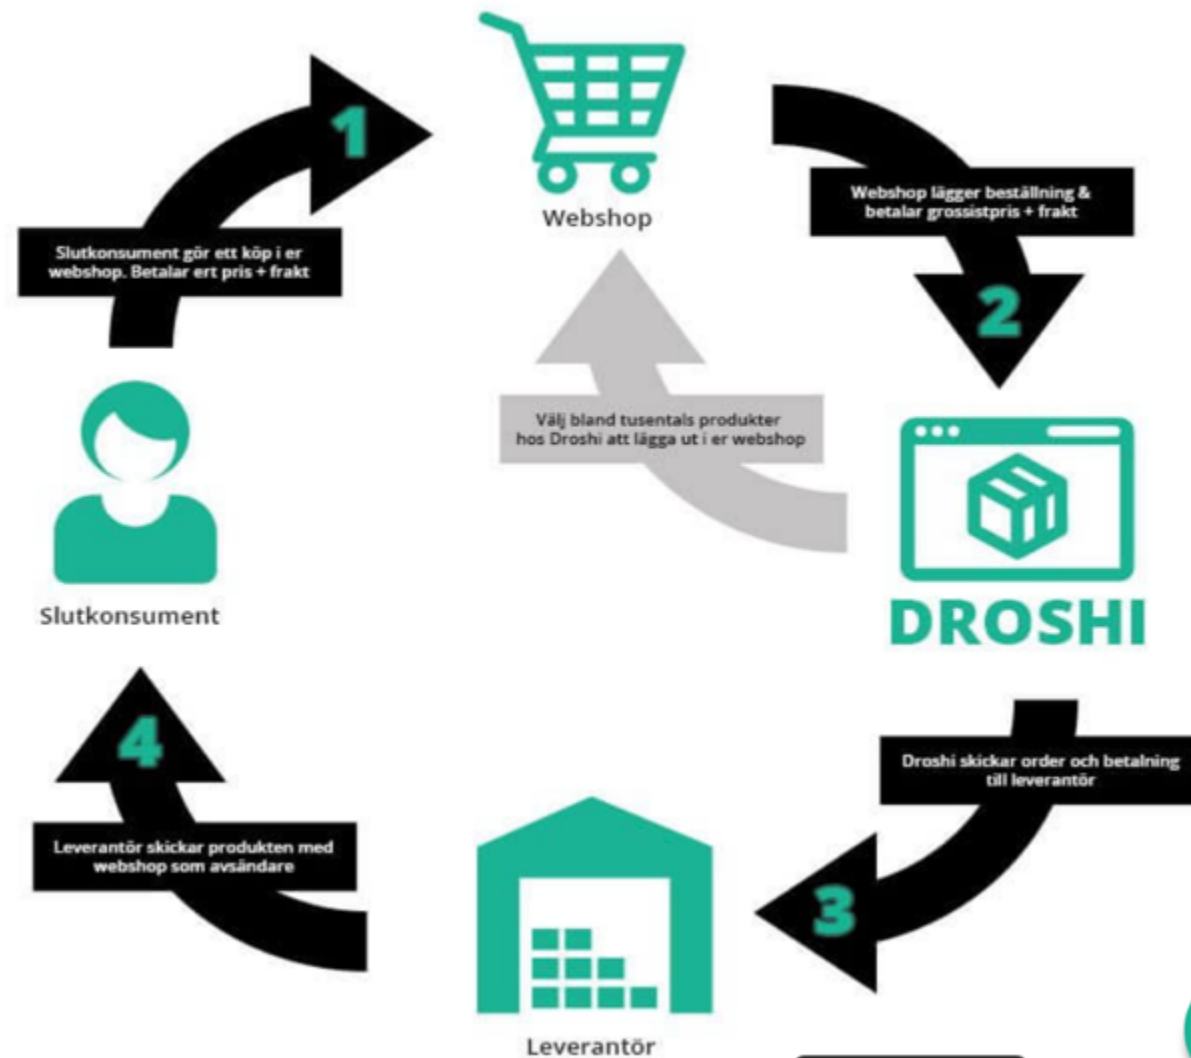 1
Webshop
Slutkonsument gör ett köp i er
webshop. Betalar ert pris + frakt
Webshop lägger beställning &
betalar grossistpris + frakt
2
Välj bland tusentals produkter
hos Droshi att lägga ut i er webshop
DROSHI
Slutkonsument
Droshi skickar order och betalning
till leverantör
3
Leverantör
4
Leverantör skickar produkten med
webshop som avsändare